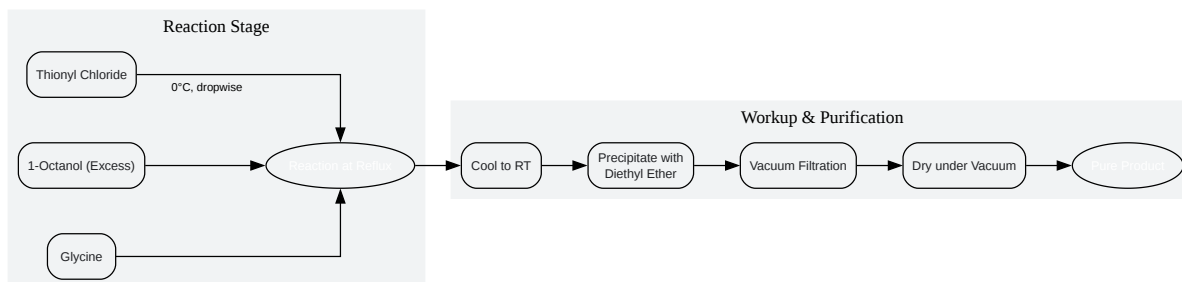 Reaction Stage
Thionyl Chloride
0°C, dropwise
1-Octanol (Excess)
Reaction at Reflux
Glycine
Workup & Purification
Cool to RT
Precipitate with
Diethyl Ether
Vacuum Filtration
Dry under Vacuum
Pure Product